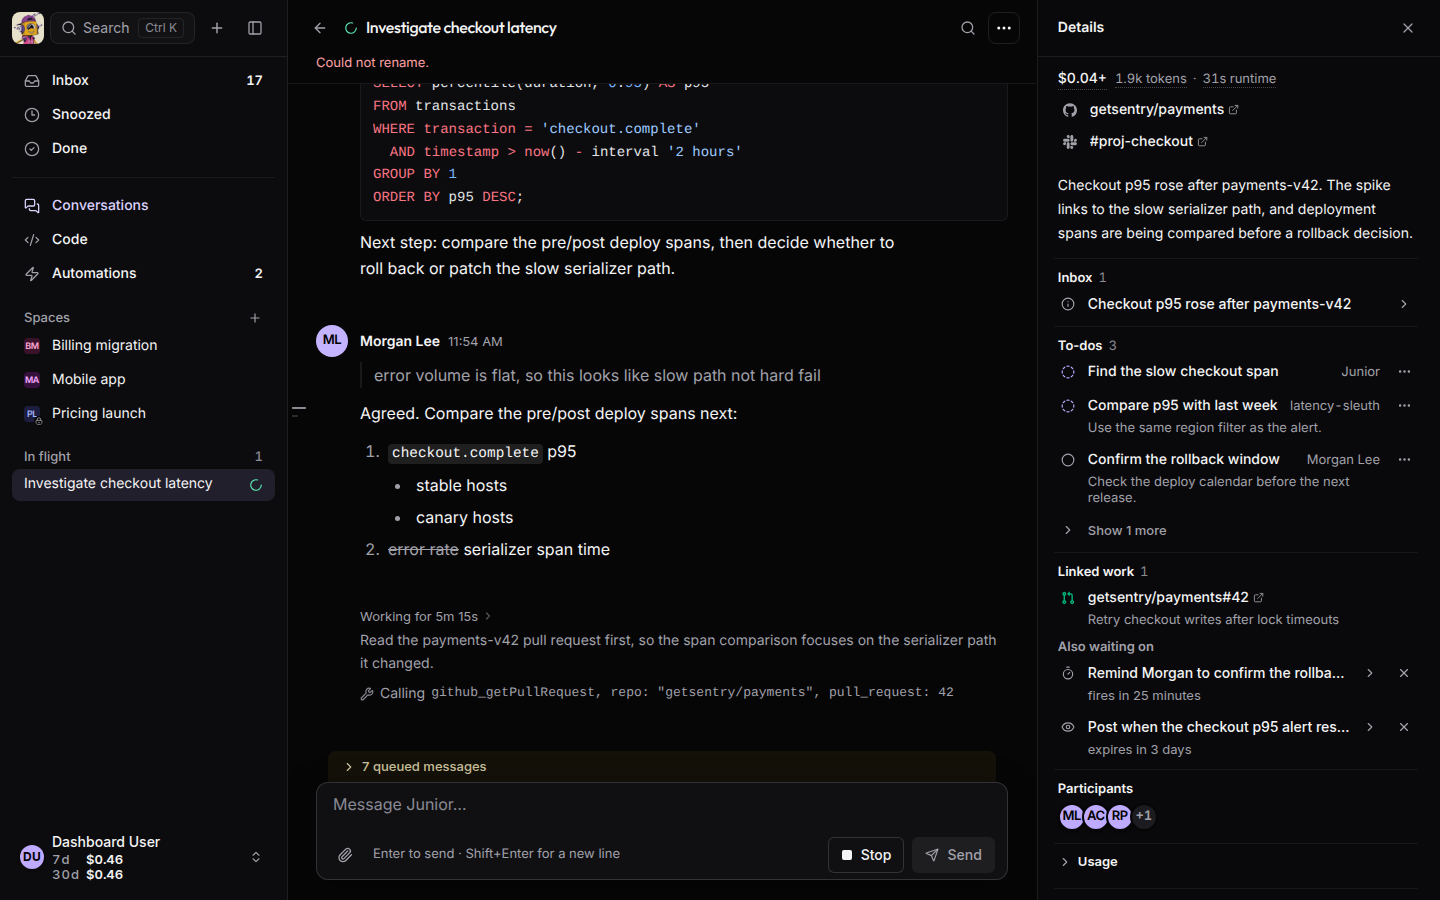 Search Ctrl K
Inbox 17
Snoozed
Done
Conversations
Code
Automations 2
Spaces
BM Billing migration
MA Mobile app
PL Pricing launch
In flight 1
Investigate checkout latency
DU Dashboard User
7d $0.46
30d $0.46
Investigate checkout latency
Could not rename.
SELECT percentile(duration, 0.95) AS p95
FROM transactions
WHERE transaction = 'checkout.complete'
AND timestamp > now() - interval '2 hours'
GROUP BY 1
ORDER BY p95 DESC;
Next step: compare the pre/post deploy spans, then decide whether to
roll back or patch the slow serializer path.
ML Morgan Lee 11:54 AM
error volume is flat, so this looks like slow path not hard fail
Agreed. Compare the pre/post deploy spans next:
1. checkout.complete p95
• stable hosts
• canary hosts
2. error rate serializer span time
Working for 5m 15s
Read the payments-v42 pull request first, so the span comparison focuses on the serializer path
it changed.
Calling github_getPullRequest, repo: "getsentry/payments", pull_request: 42
7 queued messages
Message Junior...
Enter to send · Shift+Enter for a new line
Stop
Send
Details
$0.04+ 1.9k tokens · 31s runtime
getsentry/payments
#proj-checkout
Checkout p95 rose after payments-v42. The spike
links to the slow serializer path, and deployment
spans are being compared before a rollback decision.
Inbox 1
Checkout p95 rose after payments-v42
To-dos 3
Find the slow checkout span Junior
Compare p95 with last week latency-sleuth
Use the same region filter as the alert.
Confirm the rollback window Morgan Lee
Check the deploy calendar before the next
release.
Show 1 more
Linked work 1
getsentry/payments#42
Retry checkout writes after lock timeouts
Also waiting on
Remind Morgan to confirm the rollba...
fires in 25 minutes
Post when the checkout p95 alert res...
expires in 3 days
Participants
ML AC RP +1
Usage